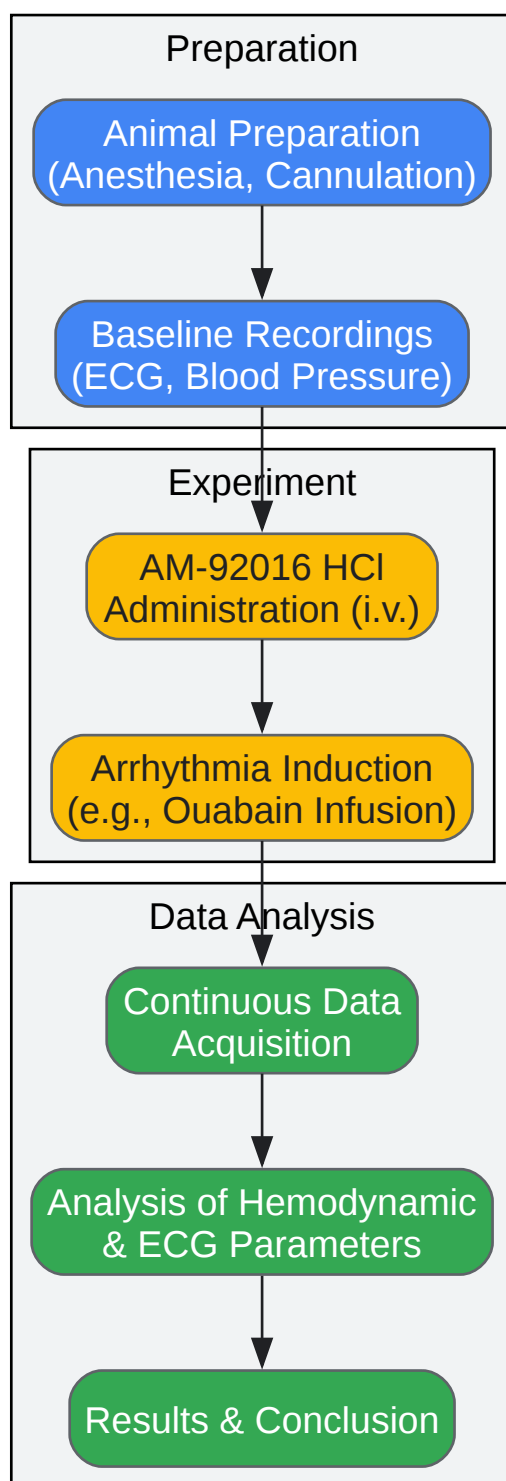 Preparation
Animal Preparation
(Anesthesia, Cannulation)
Baseline Recordings
(ECG, Blood Pressure)
Experiment
AM-92016 HCl
Administration (i.v.)
Arrhythmia Induction
(e.g., Ouabain Infusion)
Data Analysis
Continuous Data
Acquisition
Analysis of Hemodynamic
& ECG Parameters
Results & Conclusion